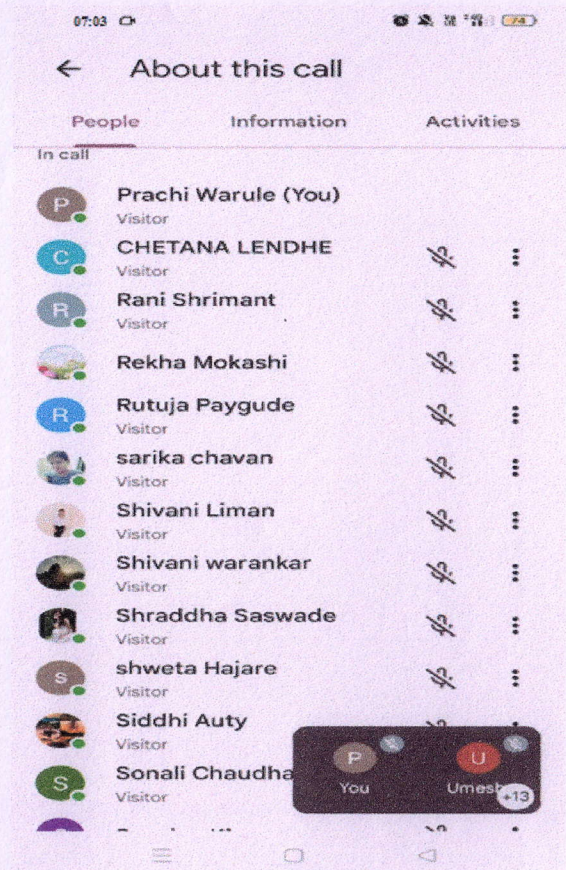 07:03
74
← About this call
People Information Activities
In call
P
Prachi Warule (You)
Visitor
C
CHETANA LENDHE
Visitor
R
Rani Shrimant
Visitor
Rekha Mokashi
R
Rutuja Paygude
Visitor
sarika chavan
Visitor
Shivani Liman
Visitor
Shivani warankar
Visitor
Shraddha Saswade
Visitor
s
shweta Hajare
Visitor
Siddhi Auty
Visitor
S
Sonali Chaudha
Visitor
P U
You Umesh
+13